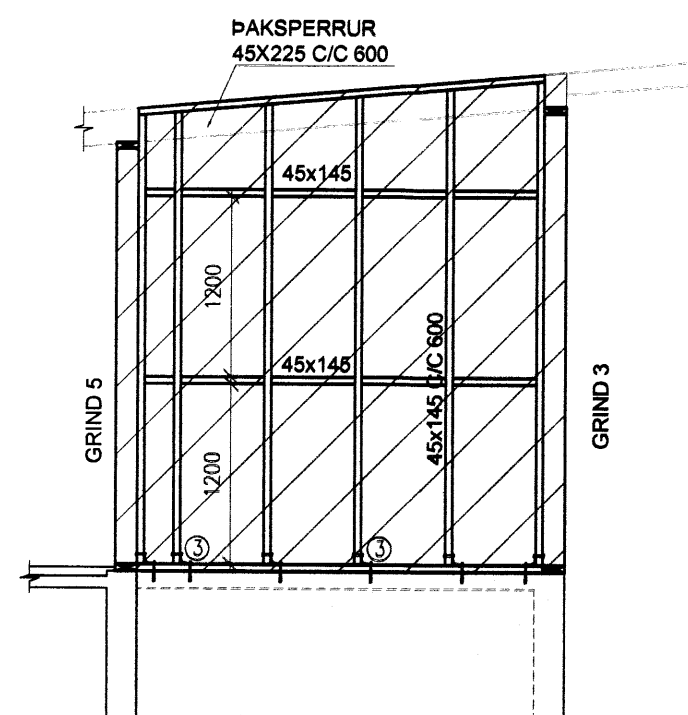 ÞAKSPERRUR
45X225 C/C 600
45x145
1200
45x145
45x145 C/C 600
1200
GRIND 5
GRIND 3
3
3